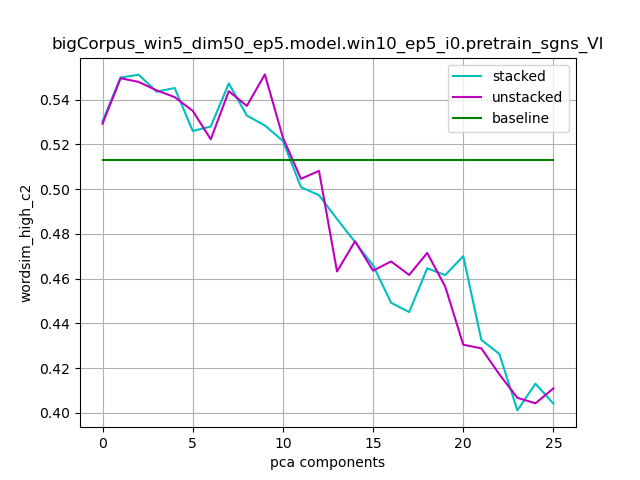 bigCorpus_win5_dim50_ep5.model.win10_ep5_i0.pretrain_sgns_VI
stacked
unstacked
baseline
0.54
0.52
0.50
0.48
0.46
0.44
0.42
0.40
wordsim_high_c2
0 5 10 15 20 25
pca components